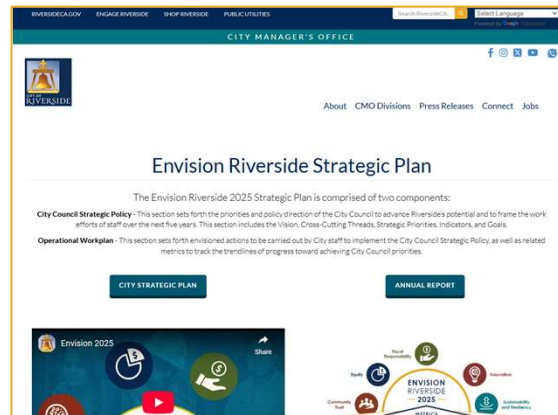 RIVERSIDECA.GOV ENGAGE RIVERSIDE SHOP RIVERSIDE PUBLIC UTILITIES Search RiversideCA... Select Language
Powered by Google Translate
CITY MANAGER'S OFFICE
CITY OF
RIVERSIDE
About CMO Divisions Press Releases Connect Jobs
Envision Riverside Strategic Plan
The Envision Riverside 2025 Strategic Plan is comprised of two components:
City Council Strategic Policy - This section sets forth the priorities and policy direction of the City Council to advance Riverside's potential and to frame the work
efforts of staff over the next five years. This section includes the Vision, Cross-Cutting Threads, Strategic Priorities, Indicators, and Goals.
Operational Workplan - This section sets forth envisioned actions to be carried out by City staff to implement the City Council Strategic Policy, as well as related
metrics to track the trendlines of progress toward achieving City Council priorities.
CITY STRATEGIC PLAN ANNUAL REPORT
Envision 2025
Share
Fiscal
Responsibility
Equity
Innovation
ENVISION
RIVERSIDE
2025
METRICS
Community
Trust
Sustainability
and Resiliency